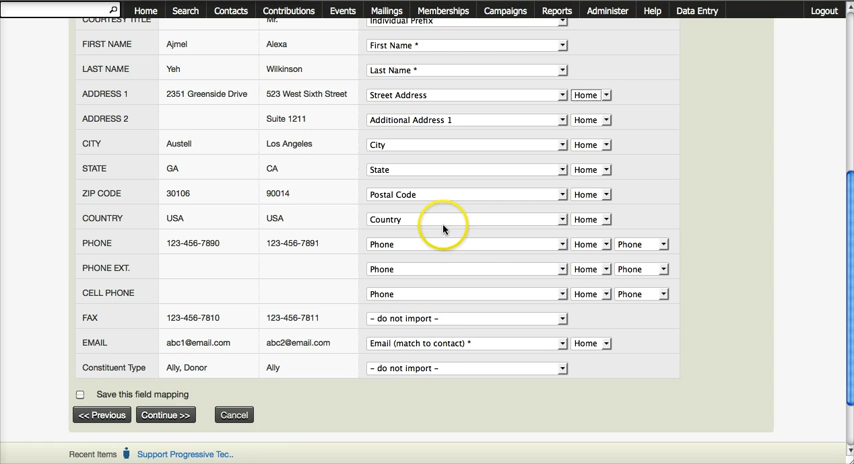 Home Search Contacts Contributions Events Mailings Memberships Campaigns Reports Administer Help Data Entry Logout
COURTESY TITLE Mr. Individual Prefix
FIRST NAME Ajmel Alexa First Name *
LAST NAME Yeh Wilkinson Last Name *
ADDRESS 1 2351 Greenside Drive 523 West Sixth Street Street Address Home
ADDRESS 2 Suite 1211 Additional Address 1 Home
CITY Austell Los Angeles City Home
STATE GA CA State Home
ZIP CODE 30106 90014 Postal Code Home
COUNTRY USA USA Country Home
PHONE 123-456-7890 123-456-7891 Phone Home Phone
PHONE EXT. Phone Home Phone
CELL PHONE Phone Home Phone
FAX 123-456-7810 123-456-7811 - do not import -
EMAIL abc1@email.com abc2@email.com Email (match to contact) * Home
Constituent Type Ally, Donor Ally - do not import -
Save this field mapping
<< Previous Continue >> Cancel
Recent Items Support Progressive Tec..